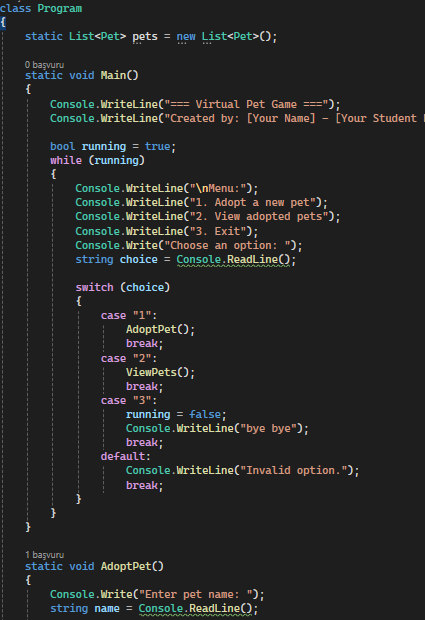 class Program
{
static List<Pet> pets = new List<Pet>();
0 başvuru
static void Main()
{
Console.WriteLine("=== Virtual Pet Game ===");
Console.WriteLine("Created by: [Your Name] - [Your Student
bool running = true;
while (running)
{
Console.WriteLine("\nMenu:");
Console.WriteLine("1. Adopt a new pet");
Console.WriteLine("2. View adopted pets");
Console.WriteLine("3. Exit");
Console.Write("Choose an option: ");
string choice = Console.ReadLine();
switch (choice)
{
case "1":
AdoptPet();
break;
case "2":
ViewPets();
break;
case "3":
running = false;
Console.WriteLine("bye bye");
break;
default:
Console.WriteLine("Invalid option.");
break;
}
}
}
1 başvuru
static void AdoptPet()
{
Console.Write("Enter pet name: ");
string name = Console.ReadLine();